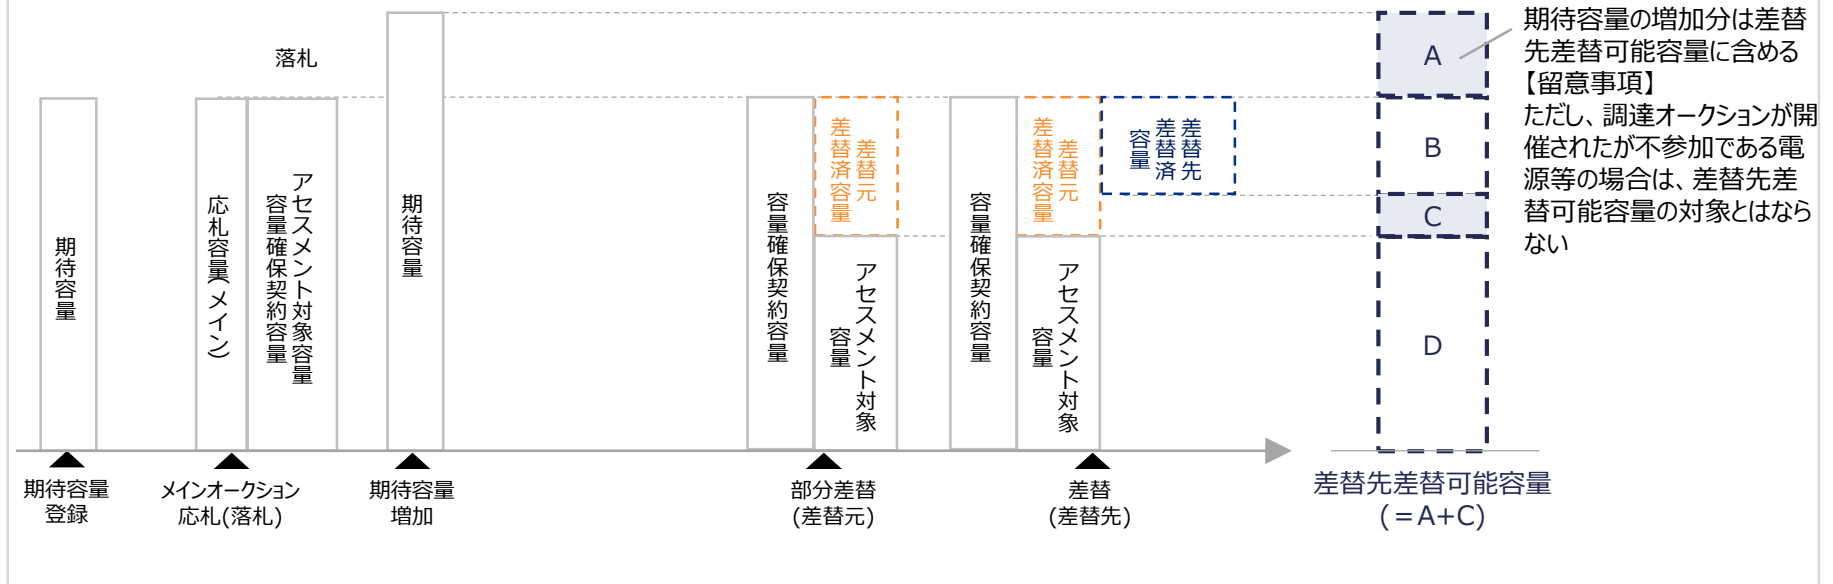 落札
期待容量
応札容量(メイン)
アセスメント対象容量
容量確保契約容量
期待容量
容量確保契約容量
差替元
差替済容量
アセスメント対象
容量
容量確保契約容量
差替元
差替済容量
アセスメント対象
容量
差替先
差替済
容量
A
B
C
D
期待容量の増加分は差替
先差替可能容量に含める
【留意事項】
ただし、調達オークションが開
催されたが不参加である電
源等の場合は、差替先差
替可能容量の対象とはなら
ない
期待容量
登録
メインオークション
応札(落札)
期待容量
増加
部分差替
(差替元)
差替
(差替先)
差替先差替可能容量
(＝A+C)